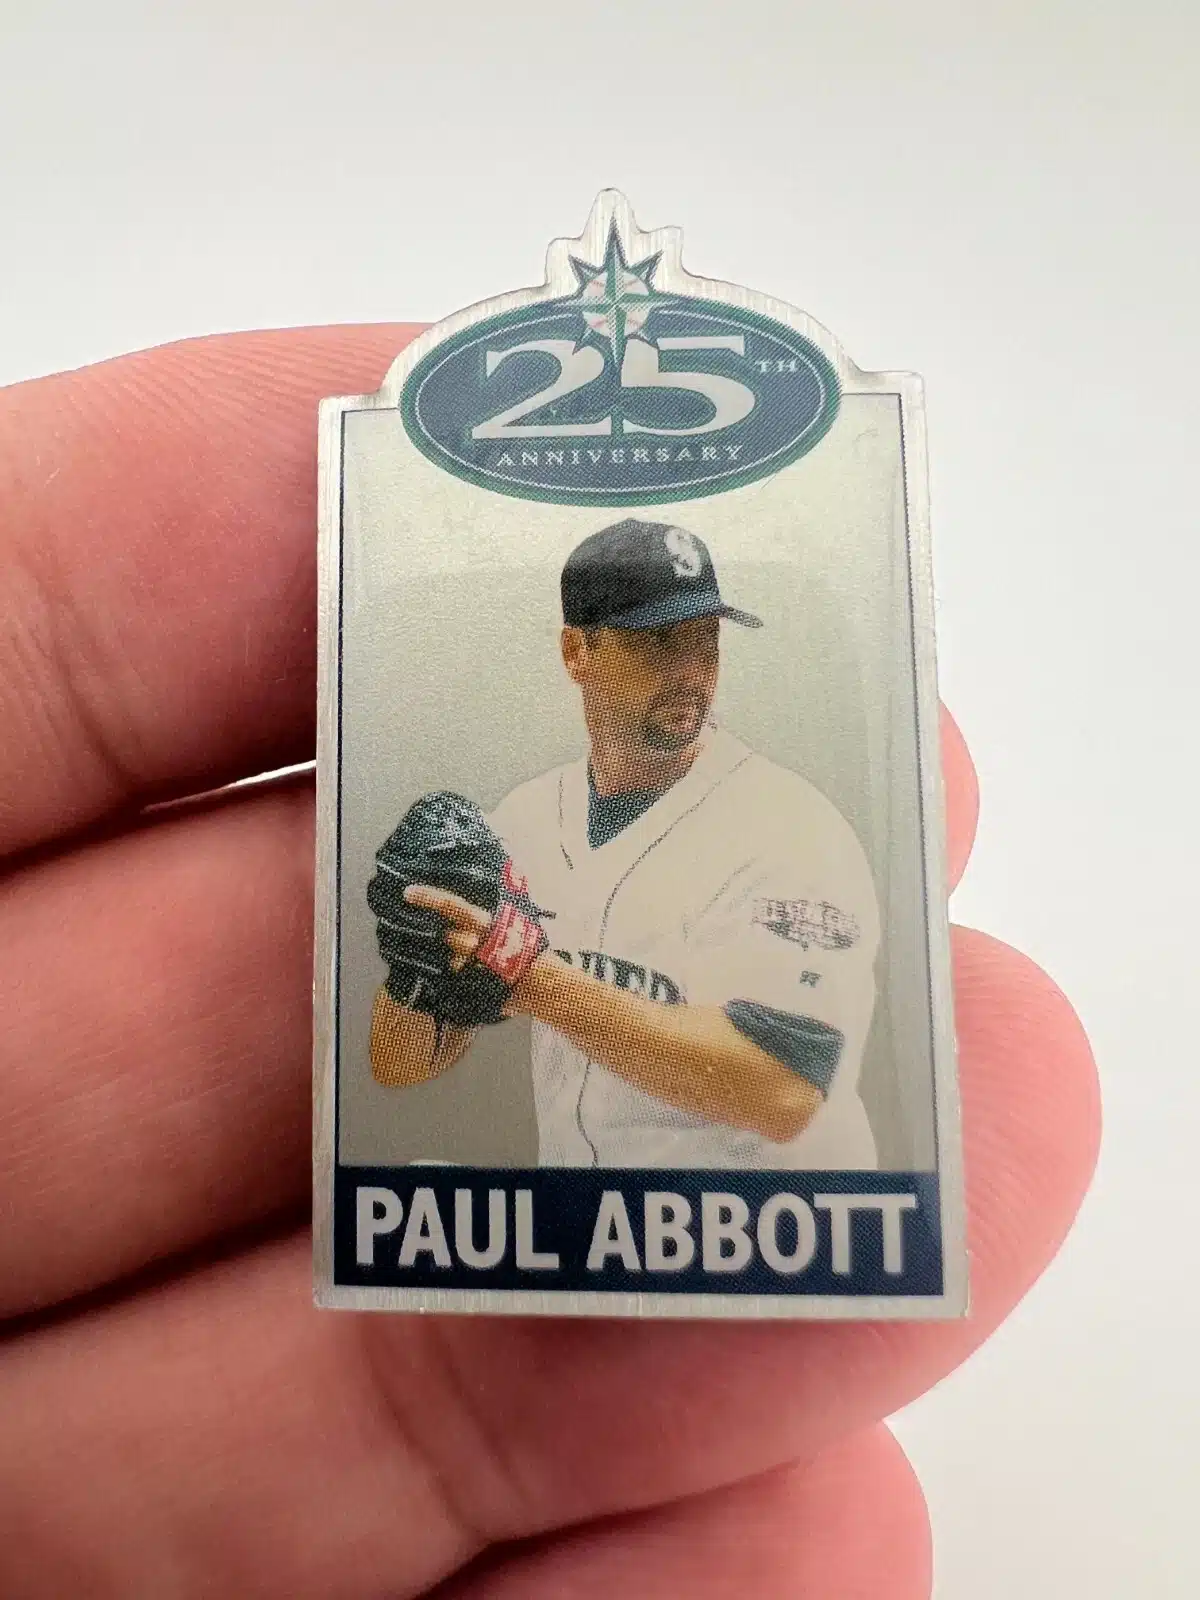 25TH
ANNIVERSARY
S
PAUL ABBOTT